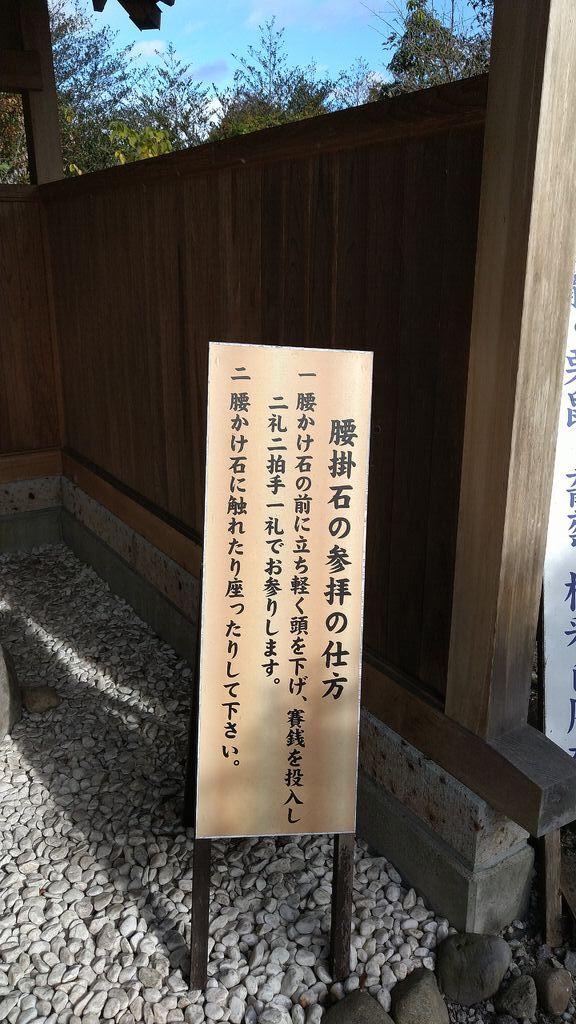 腰掛石の参拝の仕方
一 腰かけ石の前に立ち軽く頭を下げ、賽銭を投入し
二礼二拍手一礼でお参りします。
二 腰かけ石に触れたり座ったりして下さい。